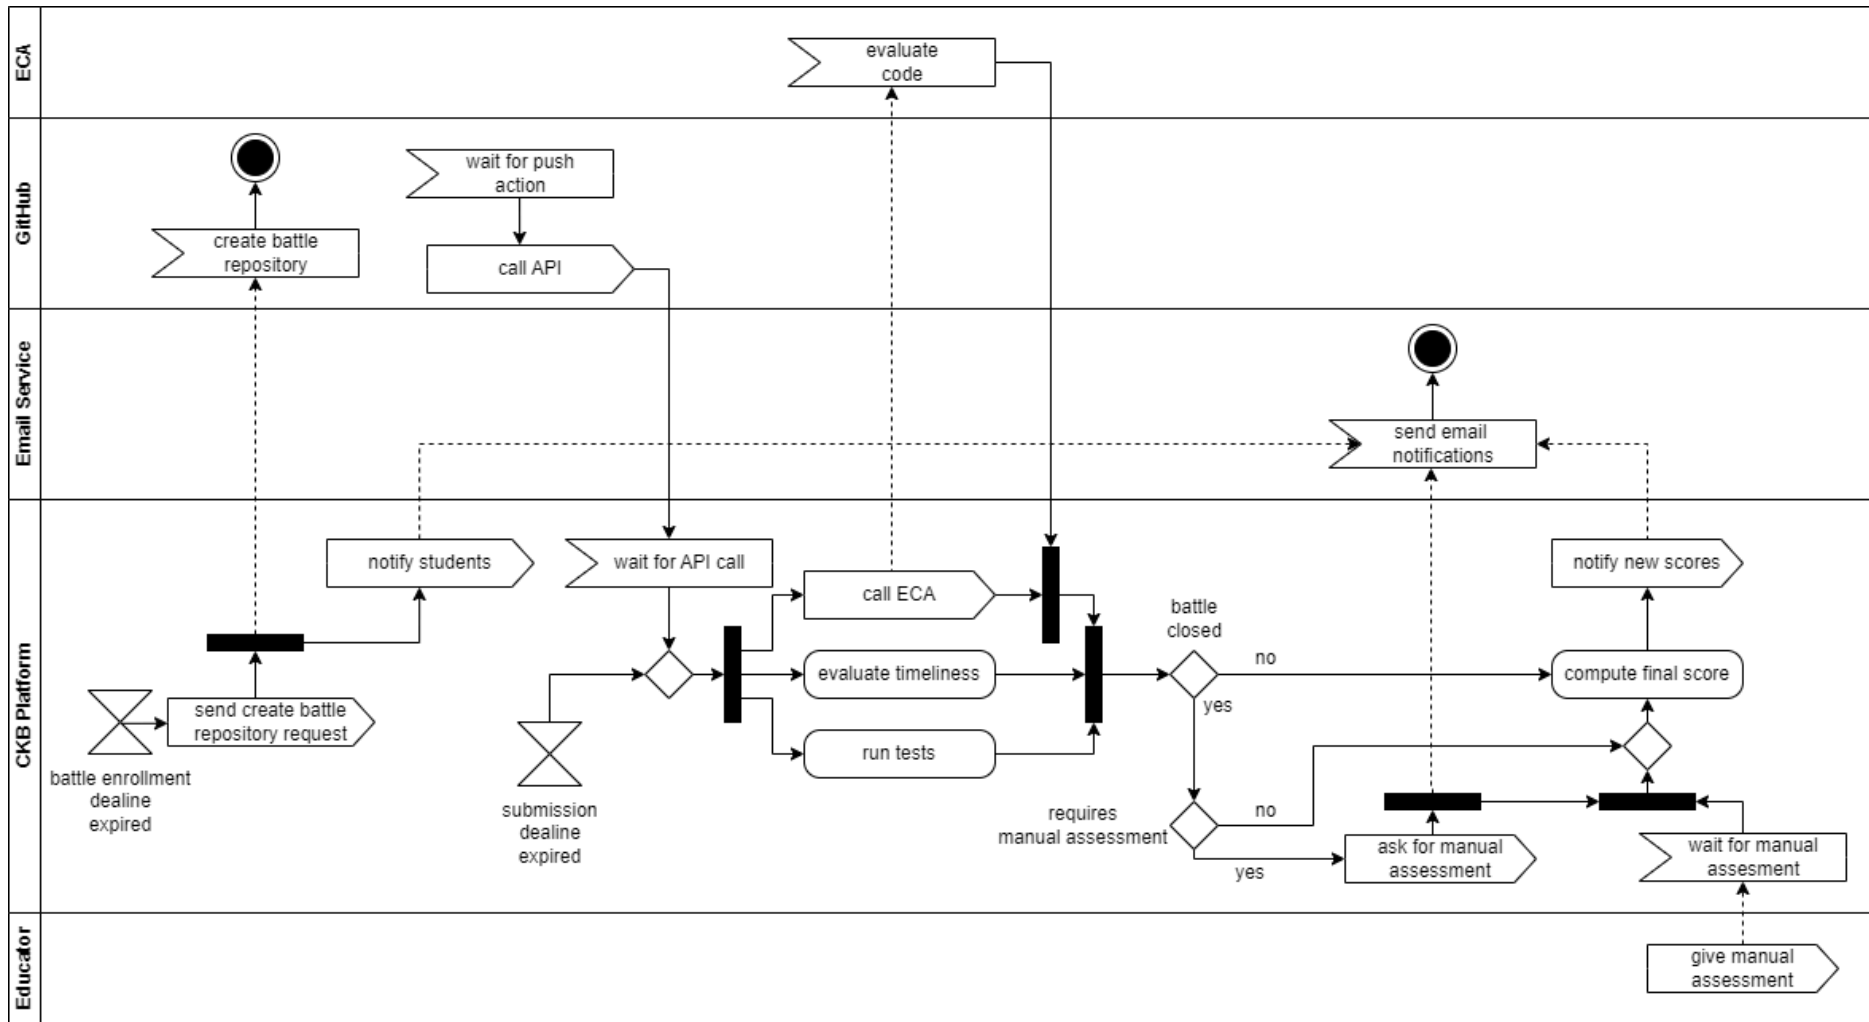 ECA
evaluate
code
GitHub
wait for push
action
create battle
repository
call API
Email Service
send email
notifications
CKB Platform
notify students
wait for API call
call ECA
battle
closed
notify new scores
no
evaluate timeliness
compute final score
yes
send create battle
repository request
run tests
battle enrollment
dealine
expired
submission
dealine
expired
requires
manual assessment
no
yes
ask for manual
assessment
wait for manual
assesment
Educator
give manual
assessment